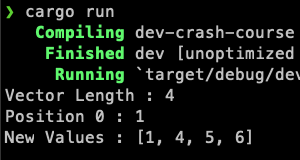 ❯ cargo run
Compiling dev-crash-course
Finished dev [unoptimized
Running `target/debug/dev
Vector Length : 4
Position 0 : 1
New Values : [1, 4, 5, 6]